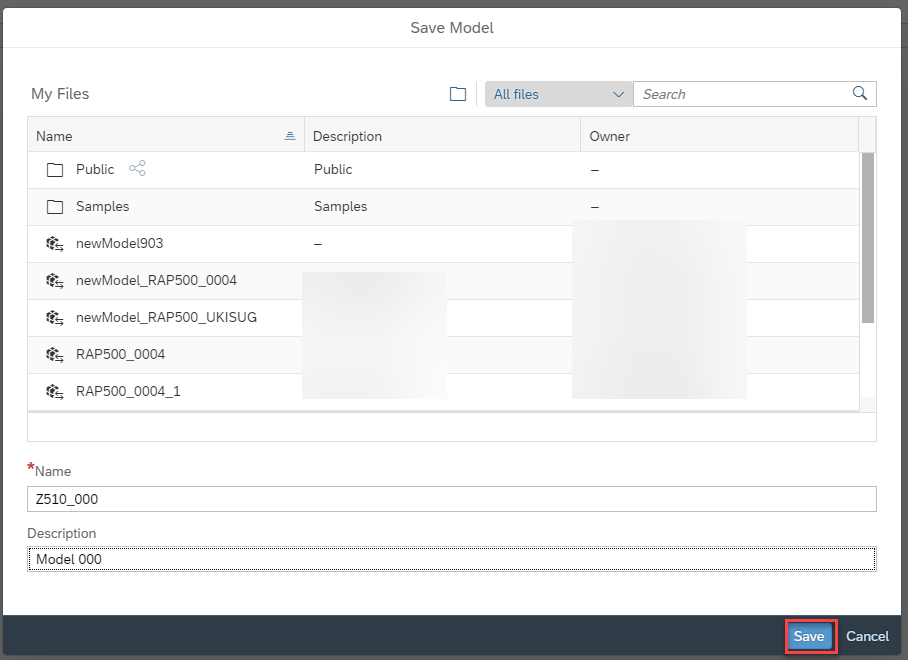 Save Model
My Files All files Search
Name Description Owner
Public Public –
Samples Samples –
newModel903 –
newModel_RAP500_0004
newModel_RAP500_UKISUG
RAP500_0004
RAP500_0004_1
*Name
Z510_000
Description
Model 000
Save Cancel